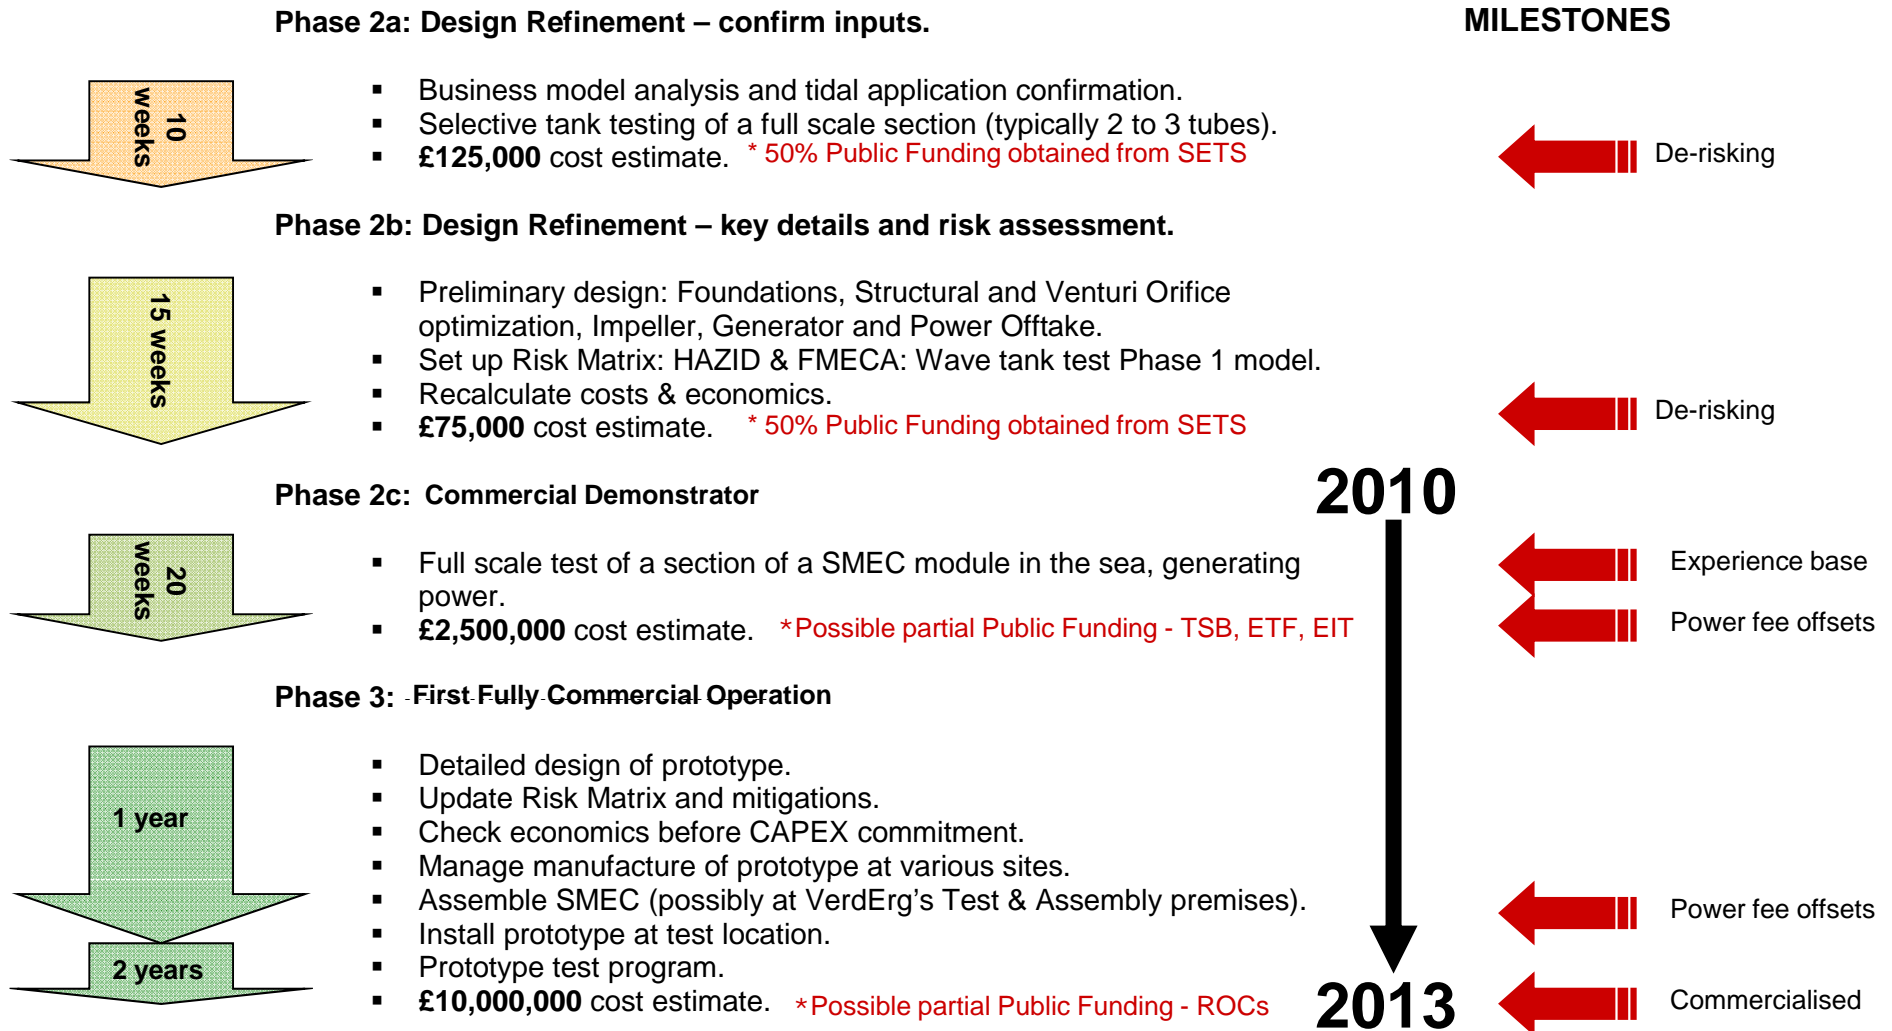 Phase 2a: Design Refinement – confirm inputs.
MILESTONES
10
weeks
▪ Business model analysis and tidal application confirmation.
▪ Selective tank testing of a full scale section (typically 2 to 3 tubes).
▪ £125,000 cost estimate. * 50% Public Funding obtained from SETS
De-risking
Phase 2b: Design Refinement – key details and risk assessment.
15 weeks
▪ Preliminary design: Foundations, Structural and Venturi Orifice
optimization, Impeller, Generator and Power Offtake.
▪ Set up Risk Matrix: HAZID & FMECA: Wave tank test Phase 1 model.
▪ Recalculate costs & economics.
▪ £75,000 cost estimate. * 50% Public Funding obtained from SETS
De-risking
2010
Phase 2c: Commercial Demonstrator
20
weeks
▪ Full scale test of a section of a SMEC module in the sea, generating
power.
▪ £2,500,000 cost estimate. *Possible partial Public Funding - TSB, ETF, EIT
Experience base
Power fee offsets
Phase 3: First Fully Commercial Operation
1 year
▪ Detailed design of prototype.
▪ Update Risk Matrix and mitigations.
▪ Check economics before CAPEX commitment.
▪ Manage manufacture of prototype at various sites.
▪ Assemble SMEC (possibly at VerdErg's Test & Assembly premises).
Power fee offsets
▪ Install prototype at test location.
2 years
▪ Prototype test program.
▪ £10,000,000 cost estimate. *Possible partial Public Funding - ROCs
2013
Commercialised